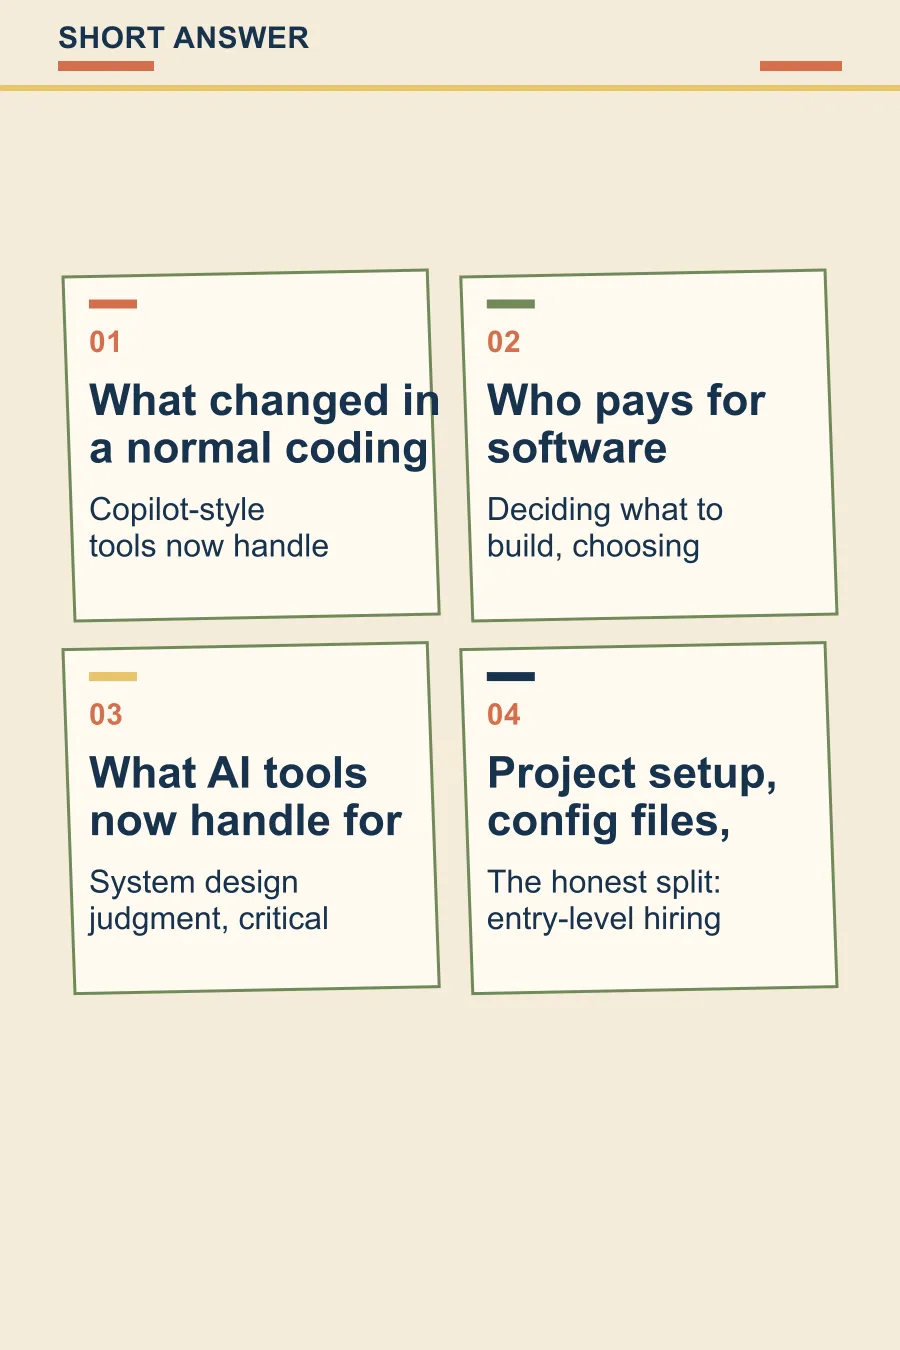 SHORT ANSWER
01
What changed in
a normal coding
Copilot-style
tools now handle
02
Who pays for
software
Deciding what to
build, choosing
03
What AI tools
now handle for
System design
judgment, critical
04
Project setup,
config files,
The honest split:
entry-level hiring